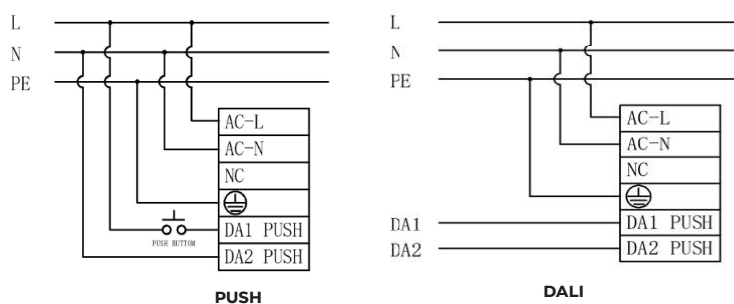 L
N
PE
AC-L
AC-N
NC
DA1 PUSH
DA2 PUSH
PUSH BUTTOM
PUSH
L
N
PE
AC-L
AC-N
NC
DA1
DA1 PUSH
DA2
DA2 PUSH
DALI